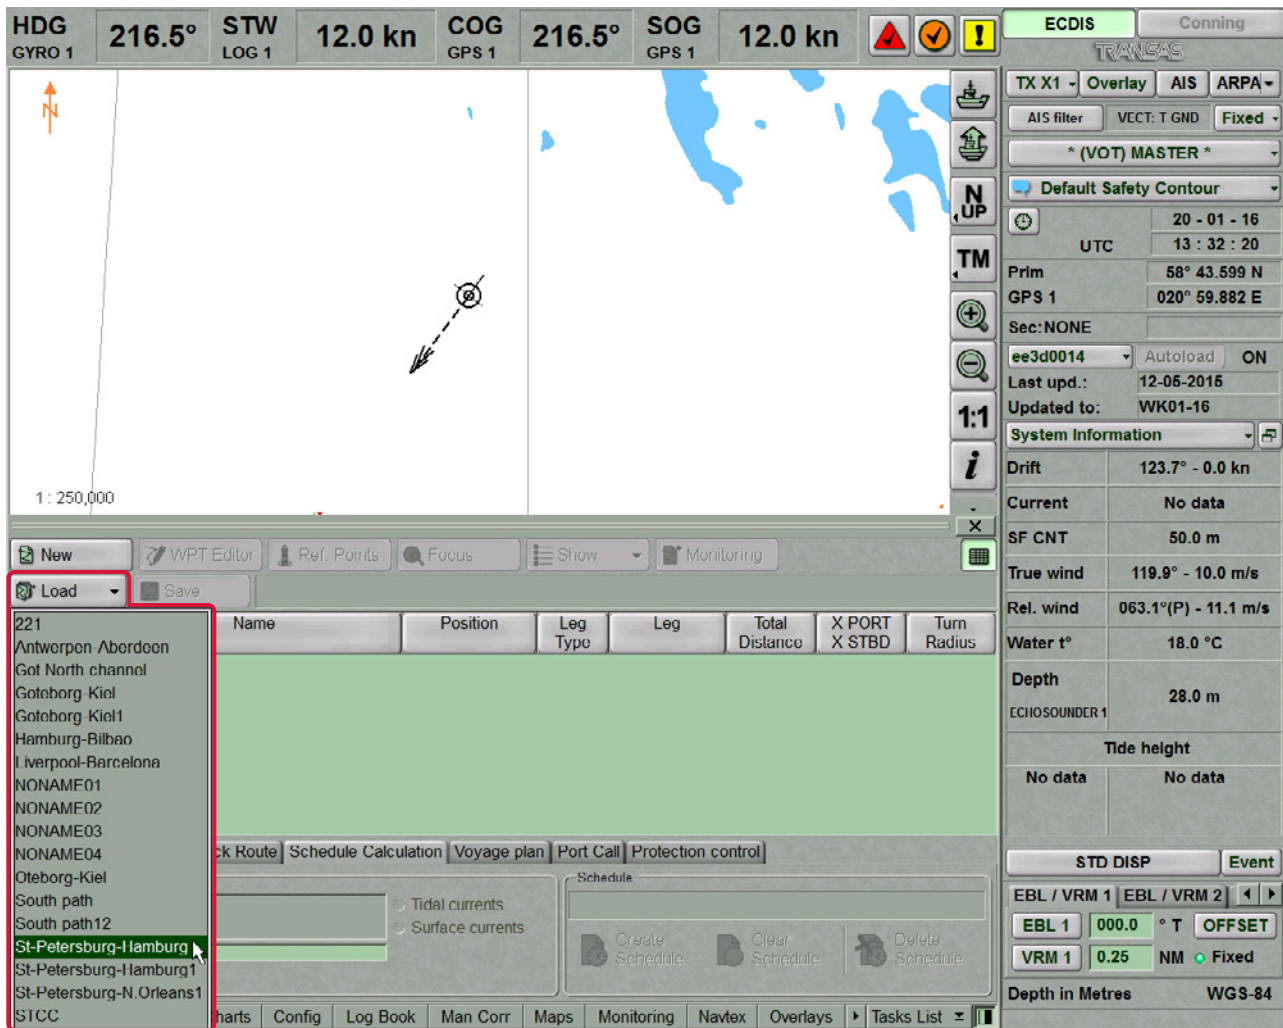 HDG
GYRO 1
216.5°
STW
LOG 1
12.0 kn
COG
GPS 1
216.5°
SOG
GPS 1
12.0 kn
ECDIS
Conning
TRANSAS
TX X1
Overlay
AIS
ARPA
AIS filter
VECT: T GND
Fixed
* (VOT) MASTER *
Default Safety Contour
20 - 01 - 16
UTC
13 : 32 : 20
Prim
58° 43.599 N
GPS 1
020° 59.882 E
Sec:NONE
ee3d0014
Autoload
ON
Last upd.:
12-05-2015
Updated to:
WK01-16
System Information
Drift
123.7° - 0.0 kn
Current
No data
SF CNT
50.0 m
True wind
119.9° - 10.0 m/s
Rel. wind
063.1°(P) - 11.1 m/s
Water t°
18.0 °C
Depth
ECHOSOUNDER 1
28.0 m
Tide height
No data
No data
STD DISP
Event
EBL / VRM 1
EBL / VRM 2
EBL 1
000.0
° T
OFFSET
VRM 1
0.25
NM
Fixed
Depth in Metres
WGS-84
N
N
UP
TM
1:1
i
1 : 250,000
New
WPT Editor
Ref. Points
Focus
Show
Monitoring
Load
Save
Name
Position
Leg
Type
Leg
Total
Distance
X PORT
X STBD
Turn
Radius
221
Antwerpen-Aberdeen
Got North channel
Goteborg-Kiel
Goteborg-Kiel1
Hamburg-Bilbao
Liverpool-Barcelona
NONAME01
NONAME02
NONAME03
NONAME04
Oteborg-Kiel
South path
South path12
St-Petersburg-Hamburg
St-Petersburg-Hamburg1
St-Petersburg-N.Orleans1
STCC
ck Route
Schedule Calculation
Voyage plan
Port Call
Protection control
Tidal currents
Surface currents
Schedule
Create
Schedule
Clear
Schedule
Delete
Schedule
harts
Config
Log Book
Man Corr
Maps
Monitoring
Navtex
Overlays
Tasks List